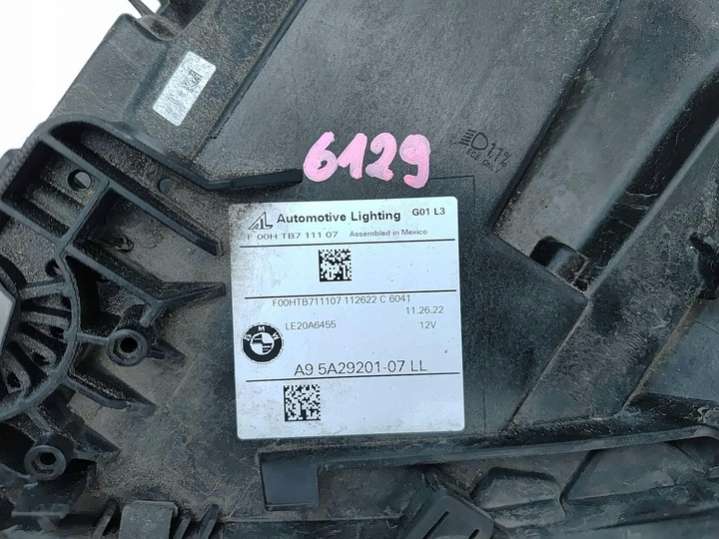 6129
Automotive Lighting G01 L3
F 00H TB7 111 07 Assembled in Mexico
F00HTB711107 112622 C 6041
11.26.22
LE20A6455 12V
BMW
A9 5A29201-07 LL